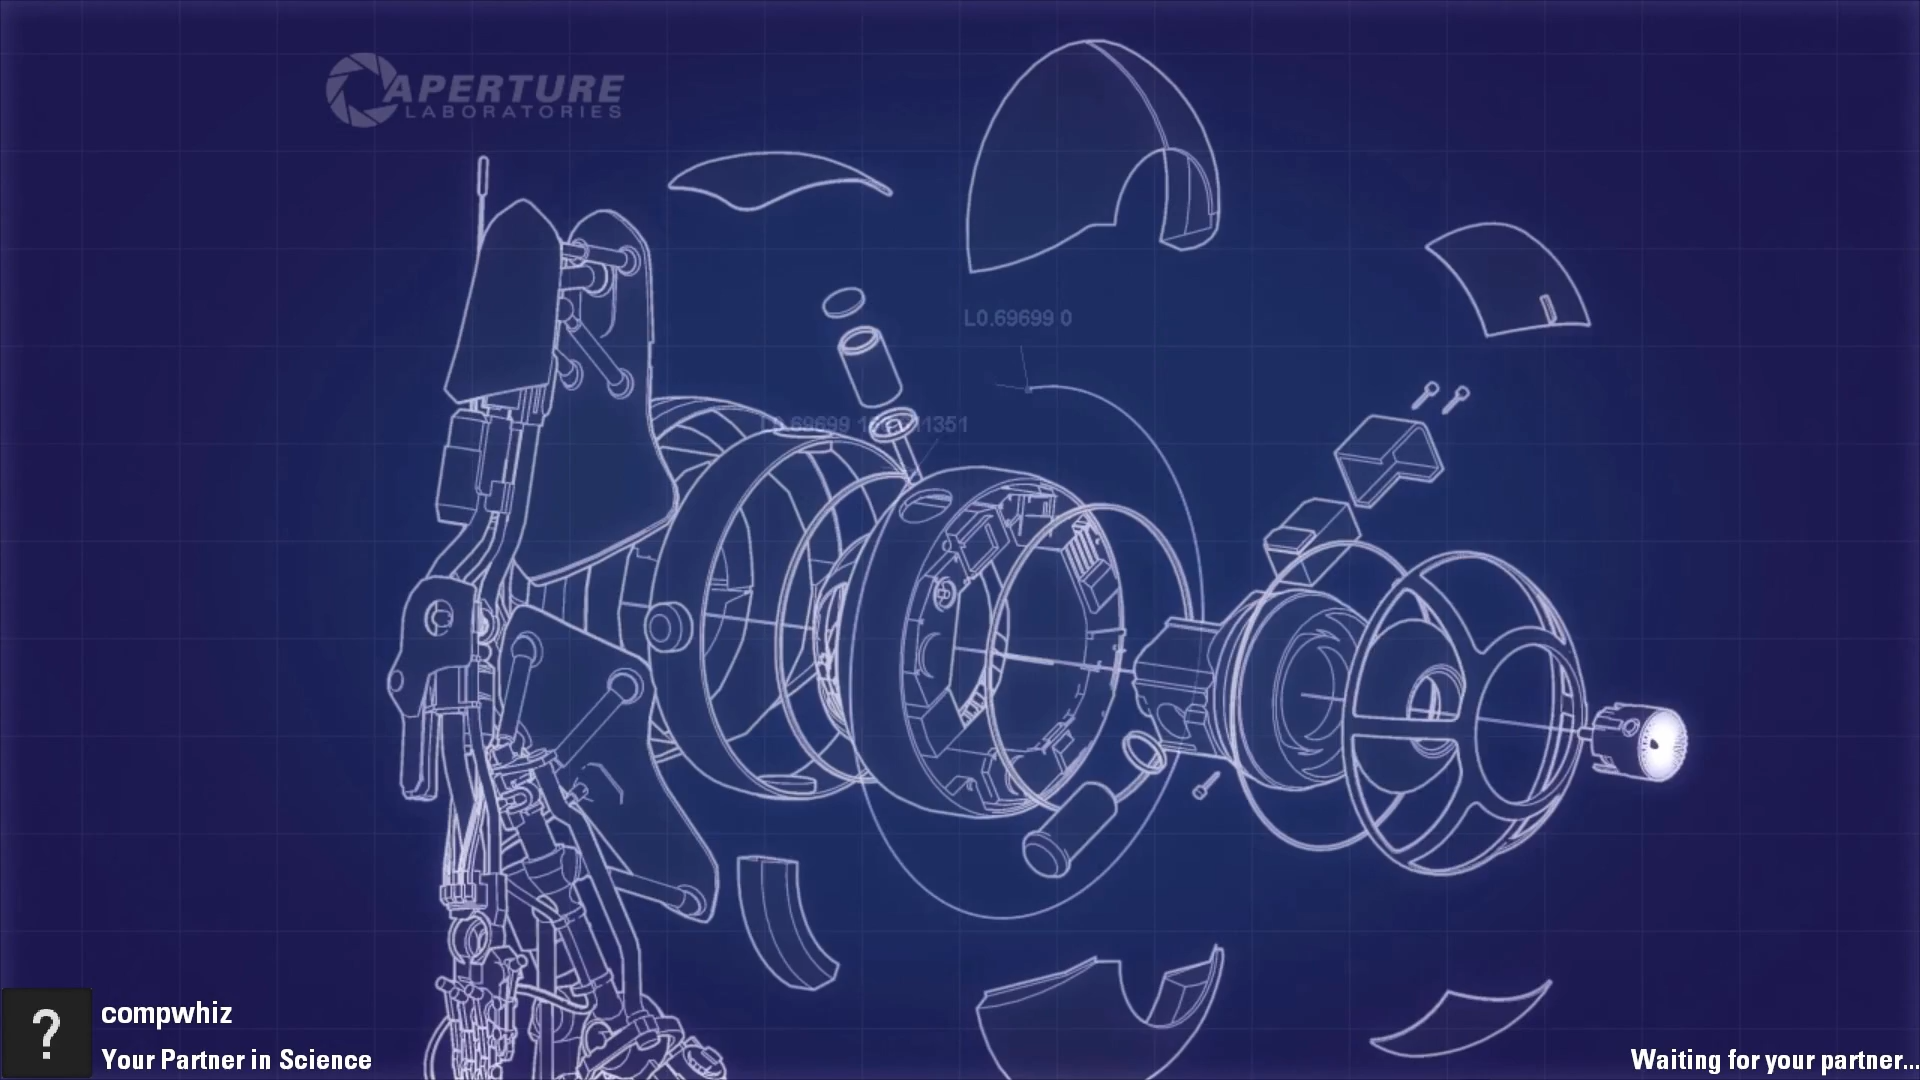 APERTURE
LABORATORIES
L0.69699 0
compwhiz
Your Partner in Science
Waiting for your partner...